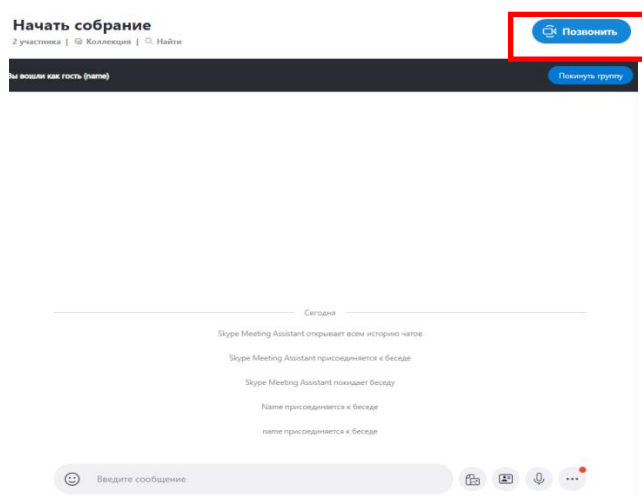 Начать собрание
2 участника | Коллекция | Найти
Позвонить
Вы вошли как гость (name)
Покинуть группу
Сегодня
Skype Meeting Assistant открывает всем историю чатов
Skype Meeting Assistant присоединяется к беседе
Skype Meeting Assistant покидает беседу
Name присоединяется к беседе
name присоединяется к беседе
Введите сообщение